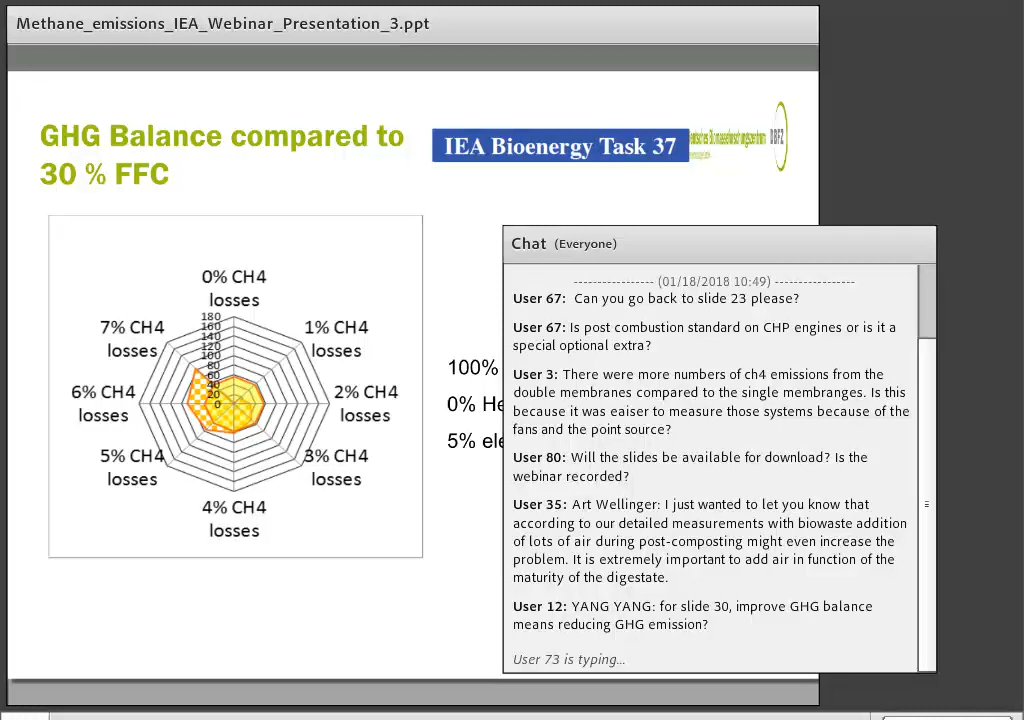 Methane_emissions_IEA_Webinar_Presentation_3.ppt
GHG Balance compared to
30 % FFC
IEA Bioenergy Task 37
DBFZ
0% CH4
losses
7% CH4
losses
1% CH4
losses
180
160
140
120
100
80
60
40
20
0
6% CH4
losses
2% CH4
losses
5% CH4
losses
3% CH4
losses
4% CH4
losses
100%
0% He
5% ele
Chat (Everyone)
----------------- (01/18/2018 10:49) -----------------
User 67: Can you go back to slide 23 please?
User 67: Is post combustion standard on CHP engines or is it a
special optional extra?
User 3: There were more numbers of ch4 emissions from the
double membranes compared to the single membranges. Is this
because it was eaiser to measure those systems because of the
fans and the point source?
User 80: Will the slides be available for download? Is the
webinar recorded?
User 35: Art Wellinger: I just wanted to let you know that
according to our detailed measurements with biowaste addition
of lots of air during post-composting might even increase the
problem. It is extremely important to add air in function of the
maturity of the digestate.
User 12: YANG YANG: for slide 30, improve GHG balance
means reducing GHG emission?
User 73 is typing...